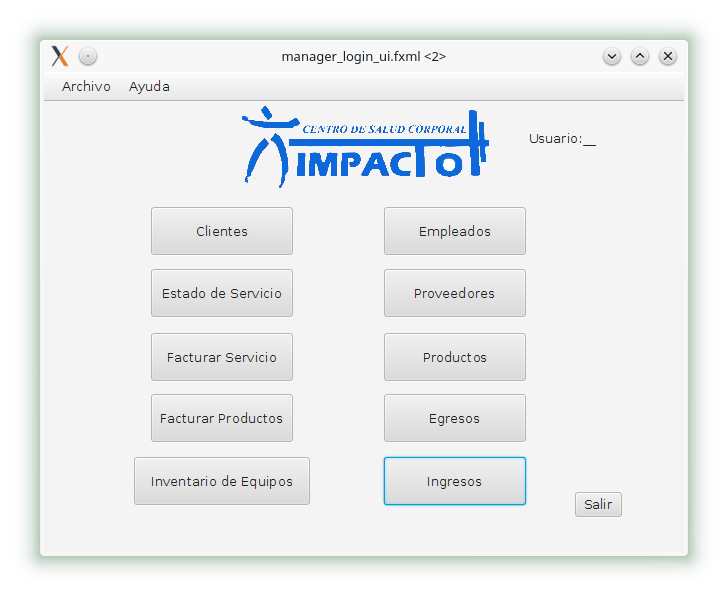 manager_login_ui.fxml <2>
Archivo Ayuda
CENTRO DE SALUD CORPORAL
IMPACTO
Usuario:__
Clientes
Empleados
Estado de Servicio
Proveedores
Facturar Servicio
Productos
Facturar Productos
Egresos
Inventario de Equipos
Ingresos
Salir